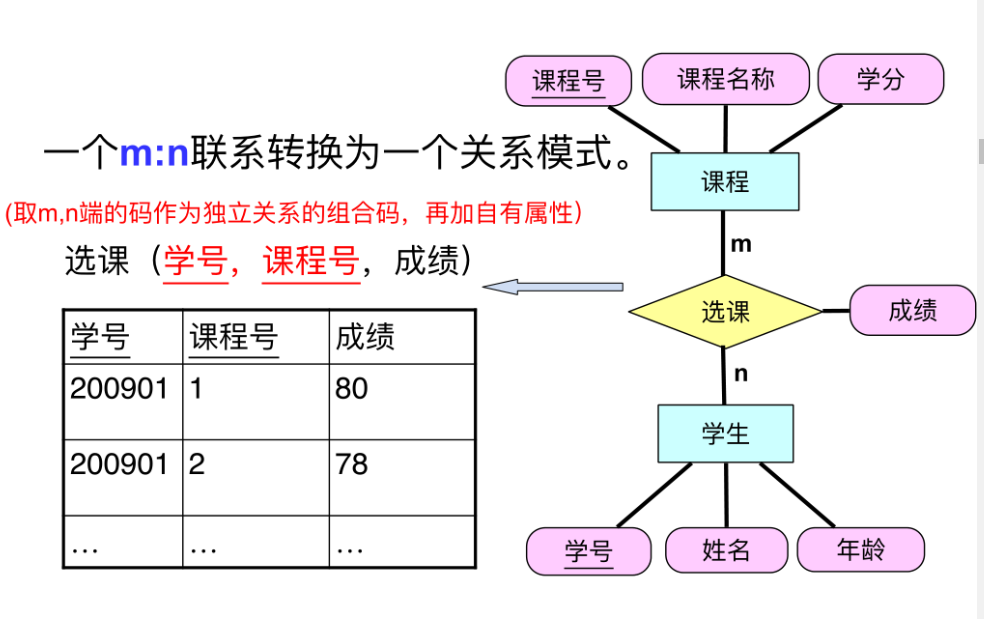 一个m:n联系转换为一个关系模式。
(取m,n端的码作为独立关系的组合码，再加自有属性）
选课（学号，课程号，成绩）
学号 课程号 成绩
200901 1 80
200901 2 78
… … …
课程号 课程名称 学分
课程
m
选课 成绩
n
学生
学号 姓名 年龄